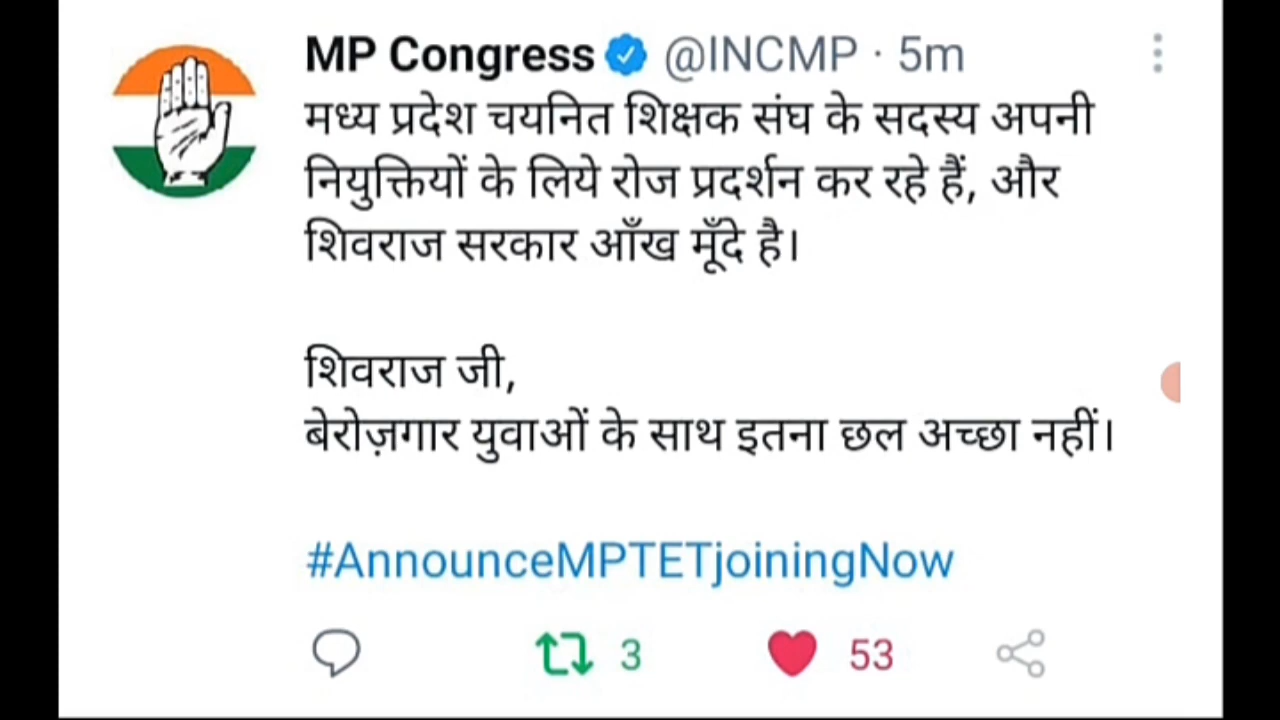 MP Congress @INCMP · 5m
मध्य प्रदेश चयनित शिक्षक संघ के सदस्य अपनी
नियुक्तियों के लिये रोज प्रदर्शन कर रहे हैं, और
शिवराज सरकार आँख मूँदे है।
शिवराज जी,
बेरोज़गार युवाओं के साथ इतना छल अच्छा नहीं।
#AnnounceMPTETjoiningNow
3 53